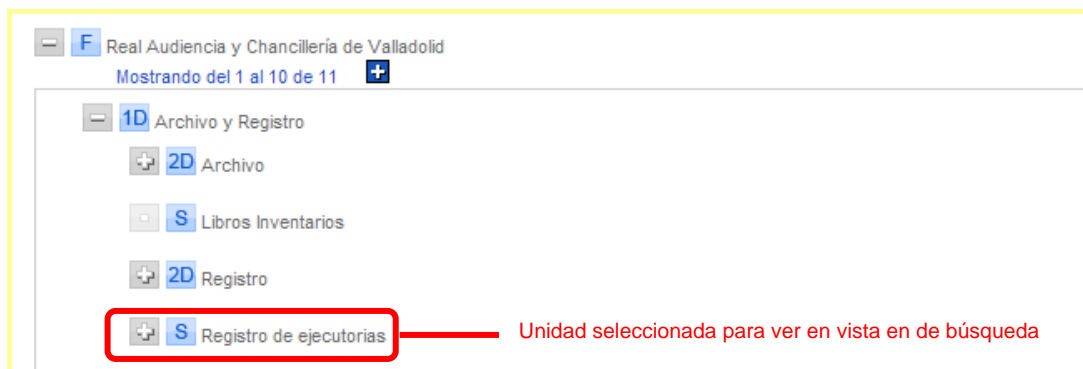 F Real Audiencia y Chancillería de Valladolid
Mostrando del 1 al 10 de 11
1D Archivo y Registro
2D Archivo
S Libros Inventarios
2D Registro
S Registro de ejecutorias Unidad seleccionada para ver en vista en de búsqueda